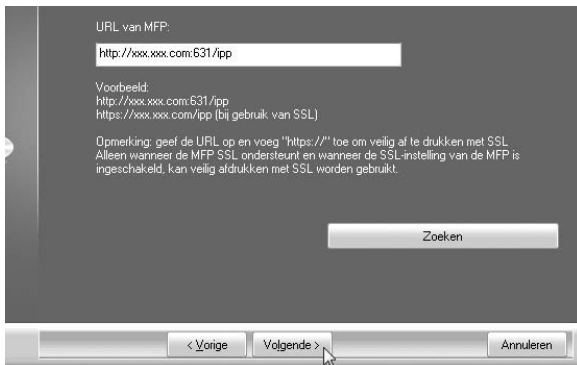 URL van MFP:
http://xxx.xxx.com:631/ipp
Voorbeeld:
http://xxx.xxx.com:631/ipp
https://xxx.xxx.com/ipp (bij gebruik van SSL)
Opmerking: geef de URL op en voeg "https://" toe om veilig af te drukken met SSL
Alleen wanneer de MFP SSL ondersteunt en wanneer de SSL-instelling van de MFP is
ingeschakeld, kan veilig afdrukken met SSL worden gebruikt.
Zoeken
< Vorige
Volgende >
Annuleren